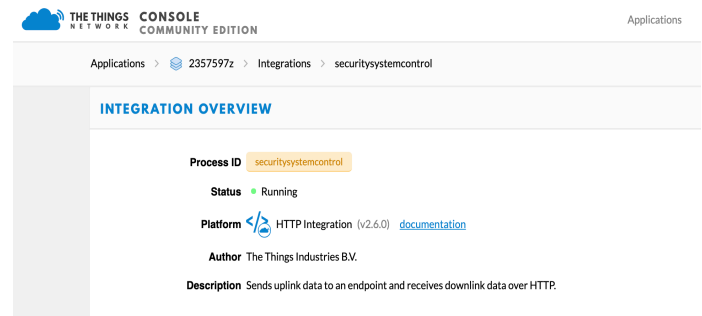 THE THINGS NETWORK CONSOLE COMMUNITY EDITION
Applications
Applications > 2357597z > Integrations > securitysystemcontrol
INTEGRATION OVERVIEW
Process ID securitysystemcontrol
Status Running
Platform </> HTTP Integration (v2.6.0) documentation
Author The Things Industries B.V.
Description Sends uplink data to an endpoint and receives downlink data over HTTP.